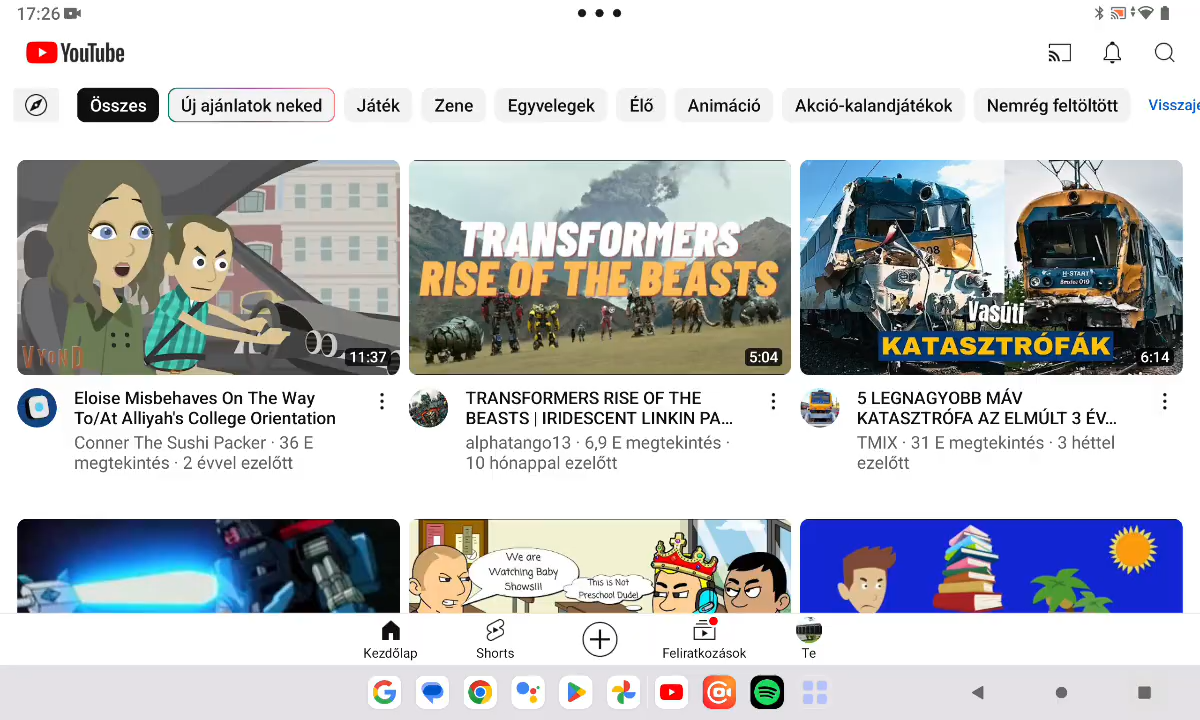 17:26
YouTube
Összes
Új ajánlatok neked
Játék
Zene
Egyvelegek
Élő
Animáció
Akció-kalandjátékok
Nemrég feltöltött
VYOND
11:37
TRANSFORMERS
RISE OF THE BEASTS
5:04
H-START
Vasúti
KATASZTRÓFÁK
6:14
Eloise Misbehaves On The Way
To/At Alliyah's College Orientation
Conner The Sushi Packer · 36 E
megtekintés · 2 évvel ezelőtt
TRANSFORMERS RISE OF THE
BEASTS | IRIDESCENT LINKIN PA...
alphatango13 · 6,9 E megtekintés ·
10 hónappal ezelőtt
5 LEGNAGYOBB MÁV
KATASZTRÓFA AZ ELMÚLT 3 ÉV...
TMIX · 31 E megtekintés · 3 héttel
ezelőtt
We are
Watching Baby
Shows!!!
This is Not
Preschool Dude!
Kezdőlap
Shorts
Feliratkozások
Te